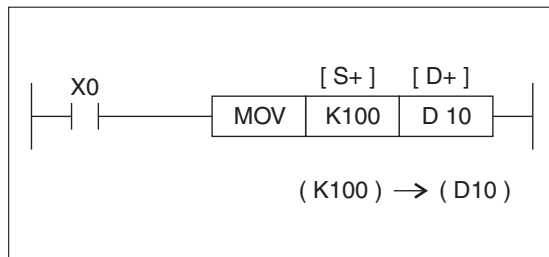 [ S+ ] [ D+ ]
X0
MOV K100 D 10
( K100 ) → ( D10 )